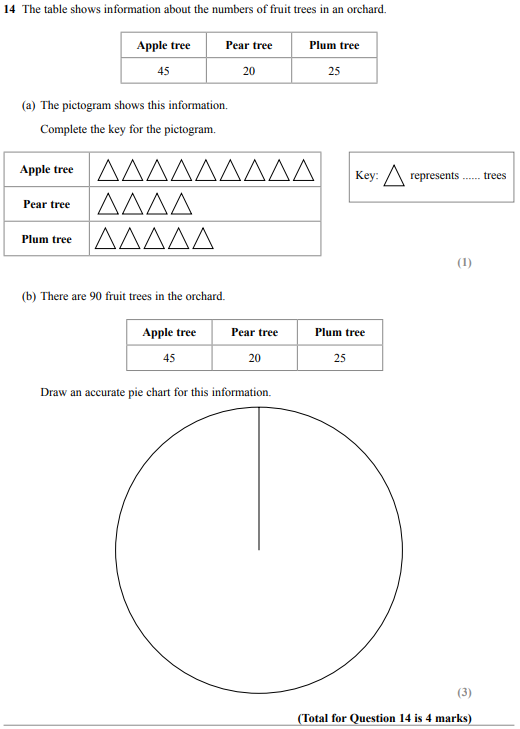 14 The table shows information about the numbers of fruit trees in an orchard.
Apple tree Pear tree Plum tree
45 20 25
(a) The pictogram shows this information.
Complete the key for the pictogram.
Apple tree
Pear tree
Plum tree
Key: represents ...... trees
(1)
(b) There are 90 fruit trees in the orchard.
Apple tree Pear tree Plum tree
45 20 25
Draw an accurate pie chart for this information.
(3)
(Total for Question 14 is 4 marks)